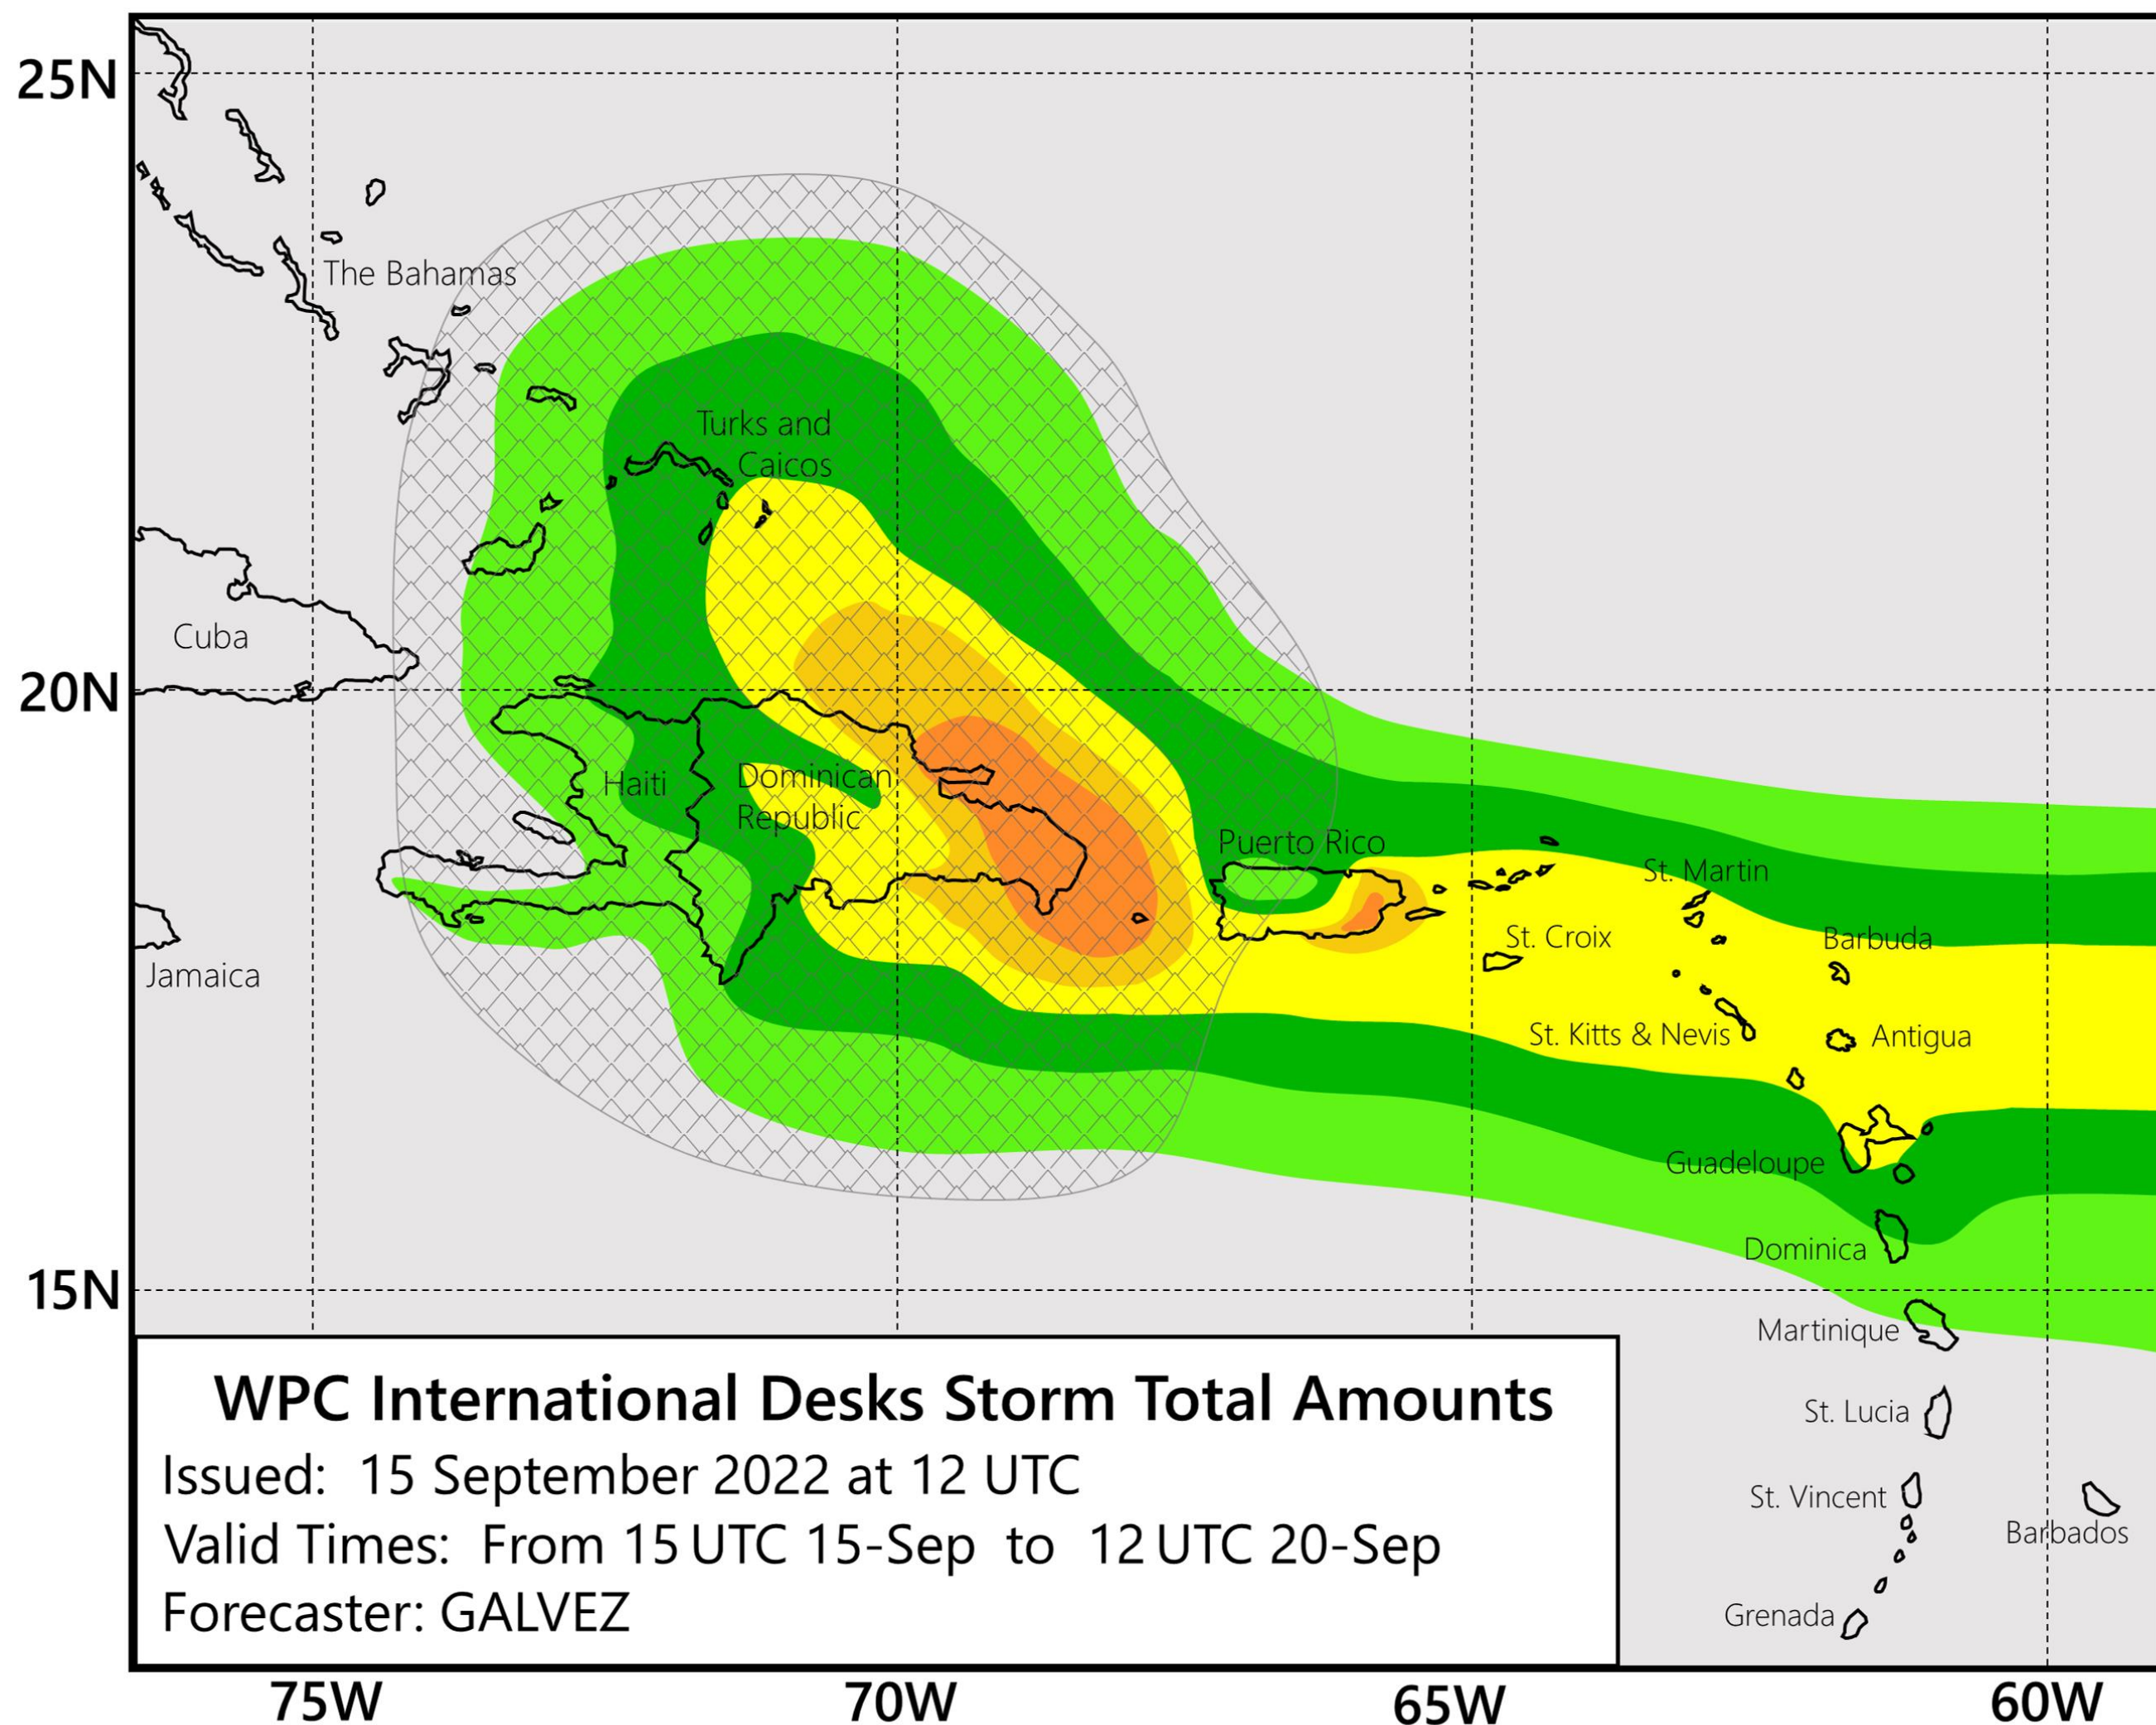 25N
The Bahamas
Turks and
Caicos
Cuba
20N
Haiti
Dominican
Republic
Puerto Rico
St. Martin
St. Croix
Barbuda
Jamaica
St. Kitts & Nevis
Antigua
Guadeloupe
Dominica
15N
Martinique
WPC International Desks Storm Total Amounts
Issued: 15 September 2022 at 12 UTC
Valid Times: From 15 UTC 15-Sep to 12 UTC 20-Sep
Forecaster: GALVEZ
St. Lucia
St. Vincent
Barbados
Grenada
75W
70W
65W
60W